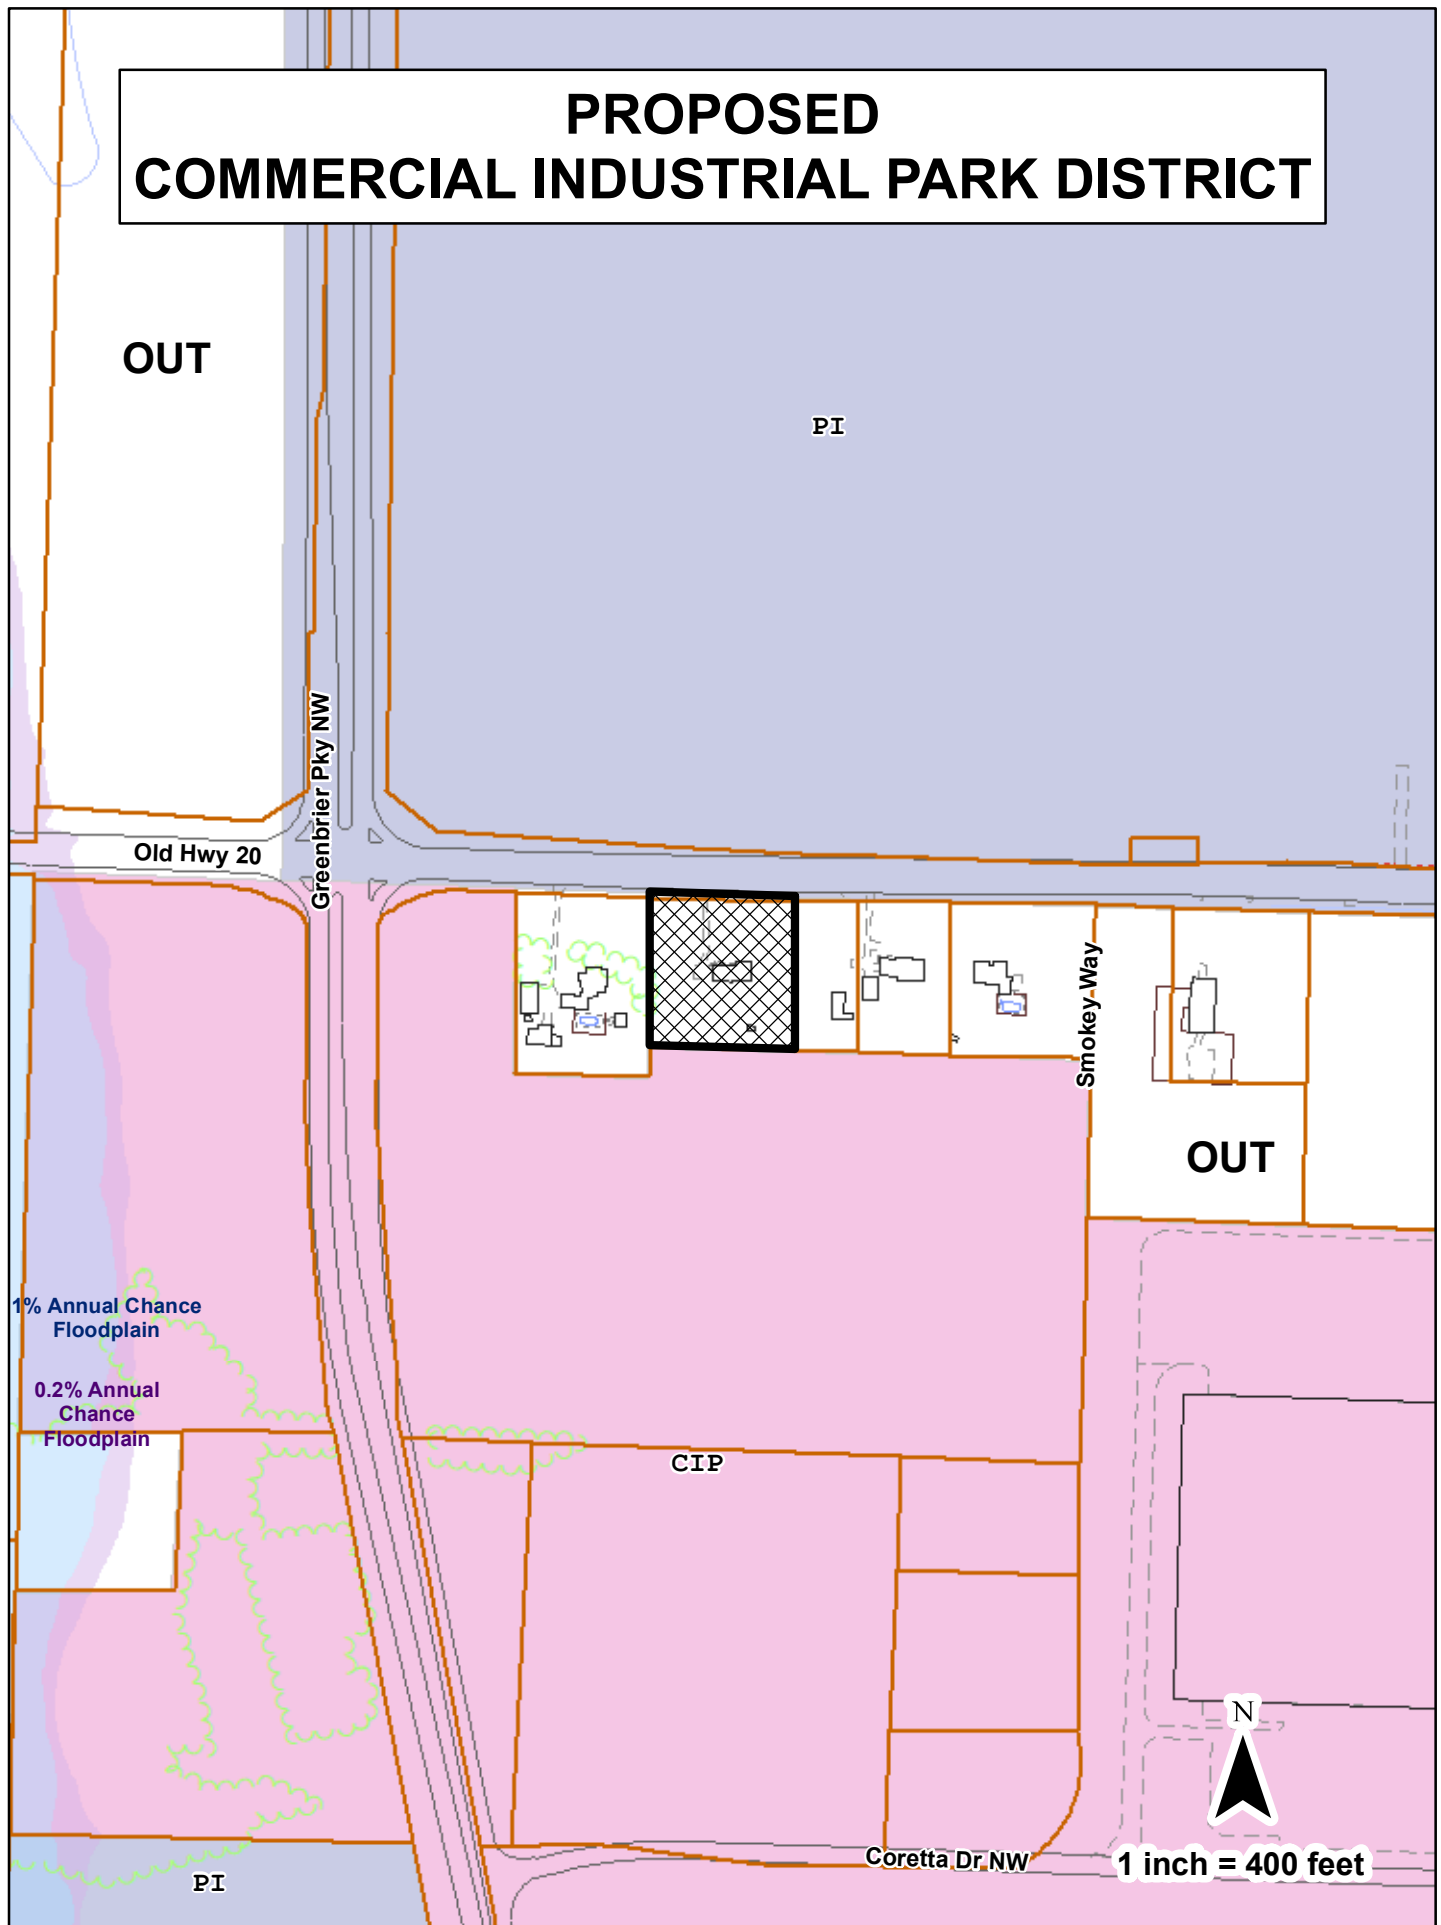 PROPOSED
COMMERCIAL INDUSTRIAL PARK DISTRICT
OUT
PI
Greenbrier Pky NW
Old Hwy 20
Smokey Way
OUT
1% Annual Chance
Floodplain
0.2% Annual
Chance
Floodplain
CIP
N
Coretta Dr NW
1 inch = 400 feet
PI